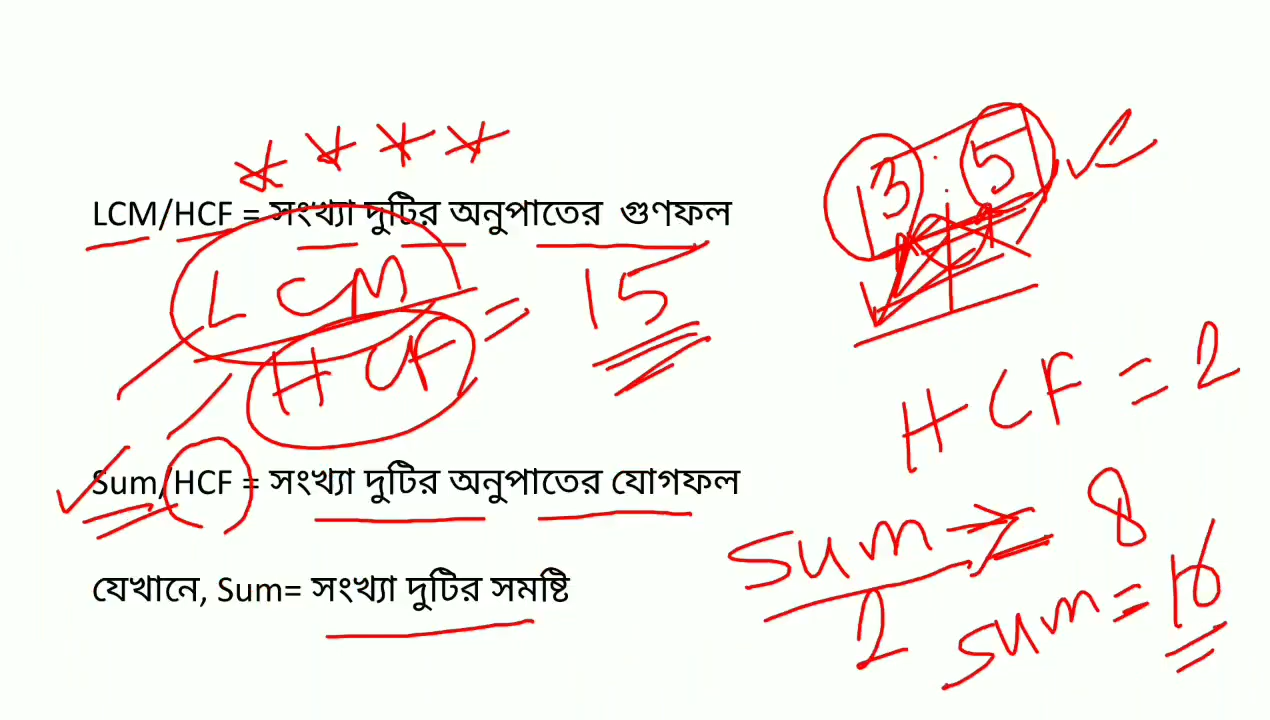 3 : 5
LCM/HCF = সংখ্যা দুটির অনুপাতের গুণফল
LCM/HCF = 15
HCF = 2
Sum/HCF = সংখ্যা দুটির অনুপাতের যোগফল
sum/2 = 8
যেখানে, Sum= সংখ্যা দুটির সমষ্টি
sum = 16